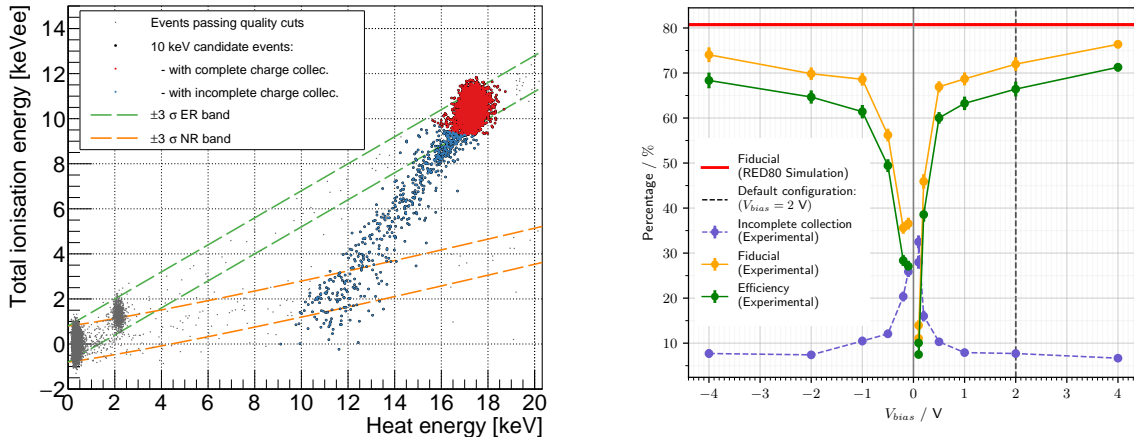 Total ionisation energy [keVee]
15
14
12
10
8
6
4
2
0
−2
0
2
4
6
8
10
12
14
16
18
20
Heat energy [keV]
Events passing quality cuts
10 keV candidate events:
- with complete charge collec.
- with incomplete charge collec.
±3 σ ER band
±3 σ NR band
Percentage / %
80
70
60
50
40
30
20
10
−4
−3
−2
−1
0
1
2
3
4
V_bias / V
Fiducial
(RED80 Simulation)
Default configuration:
(V_bias = 2 V)
Incomplete collection
(Experimental)
Fiducial
(Experimental)
Efficiency
(Experimental)